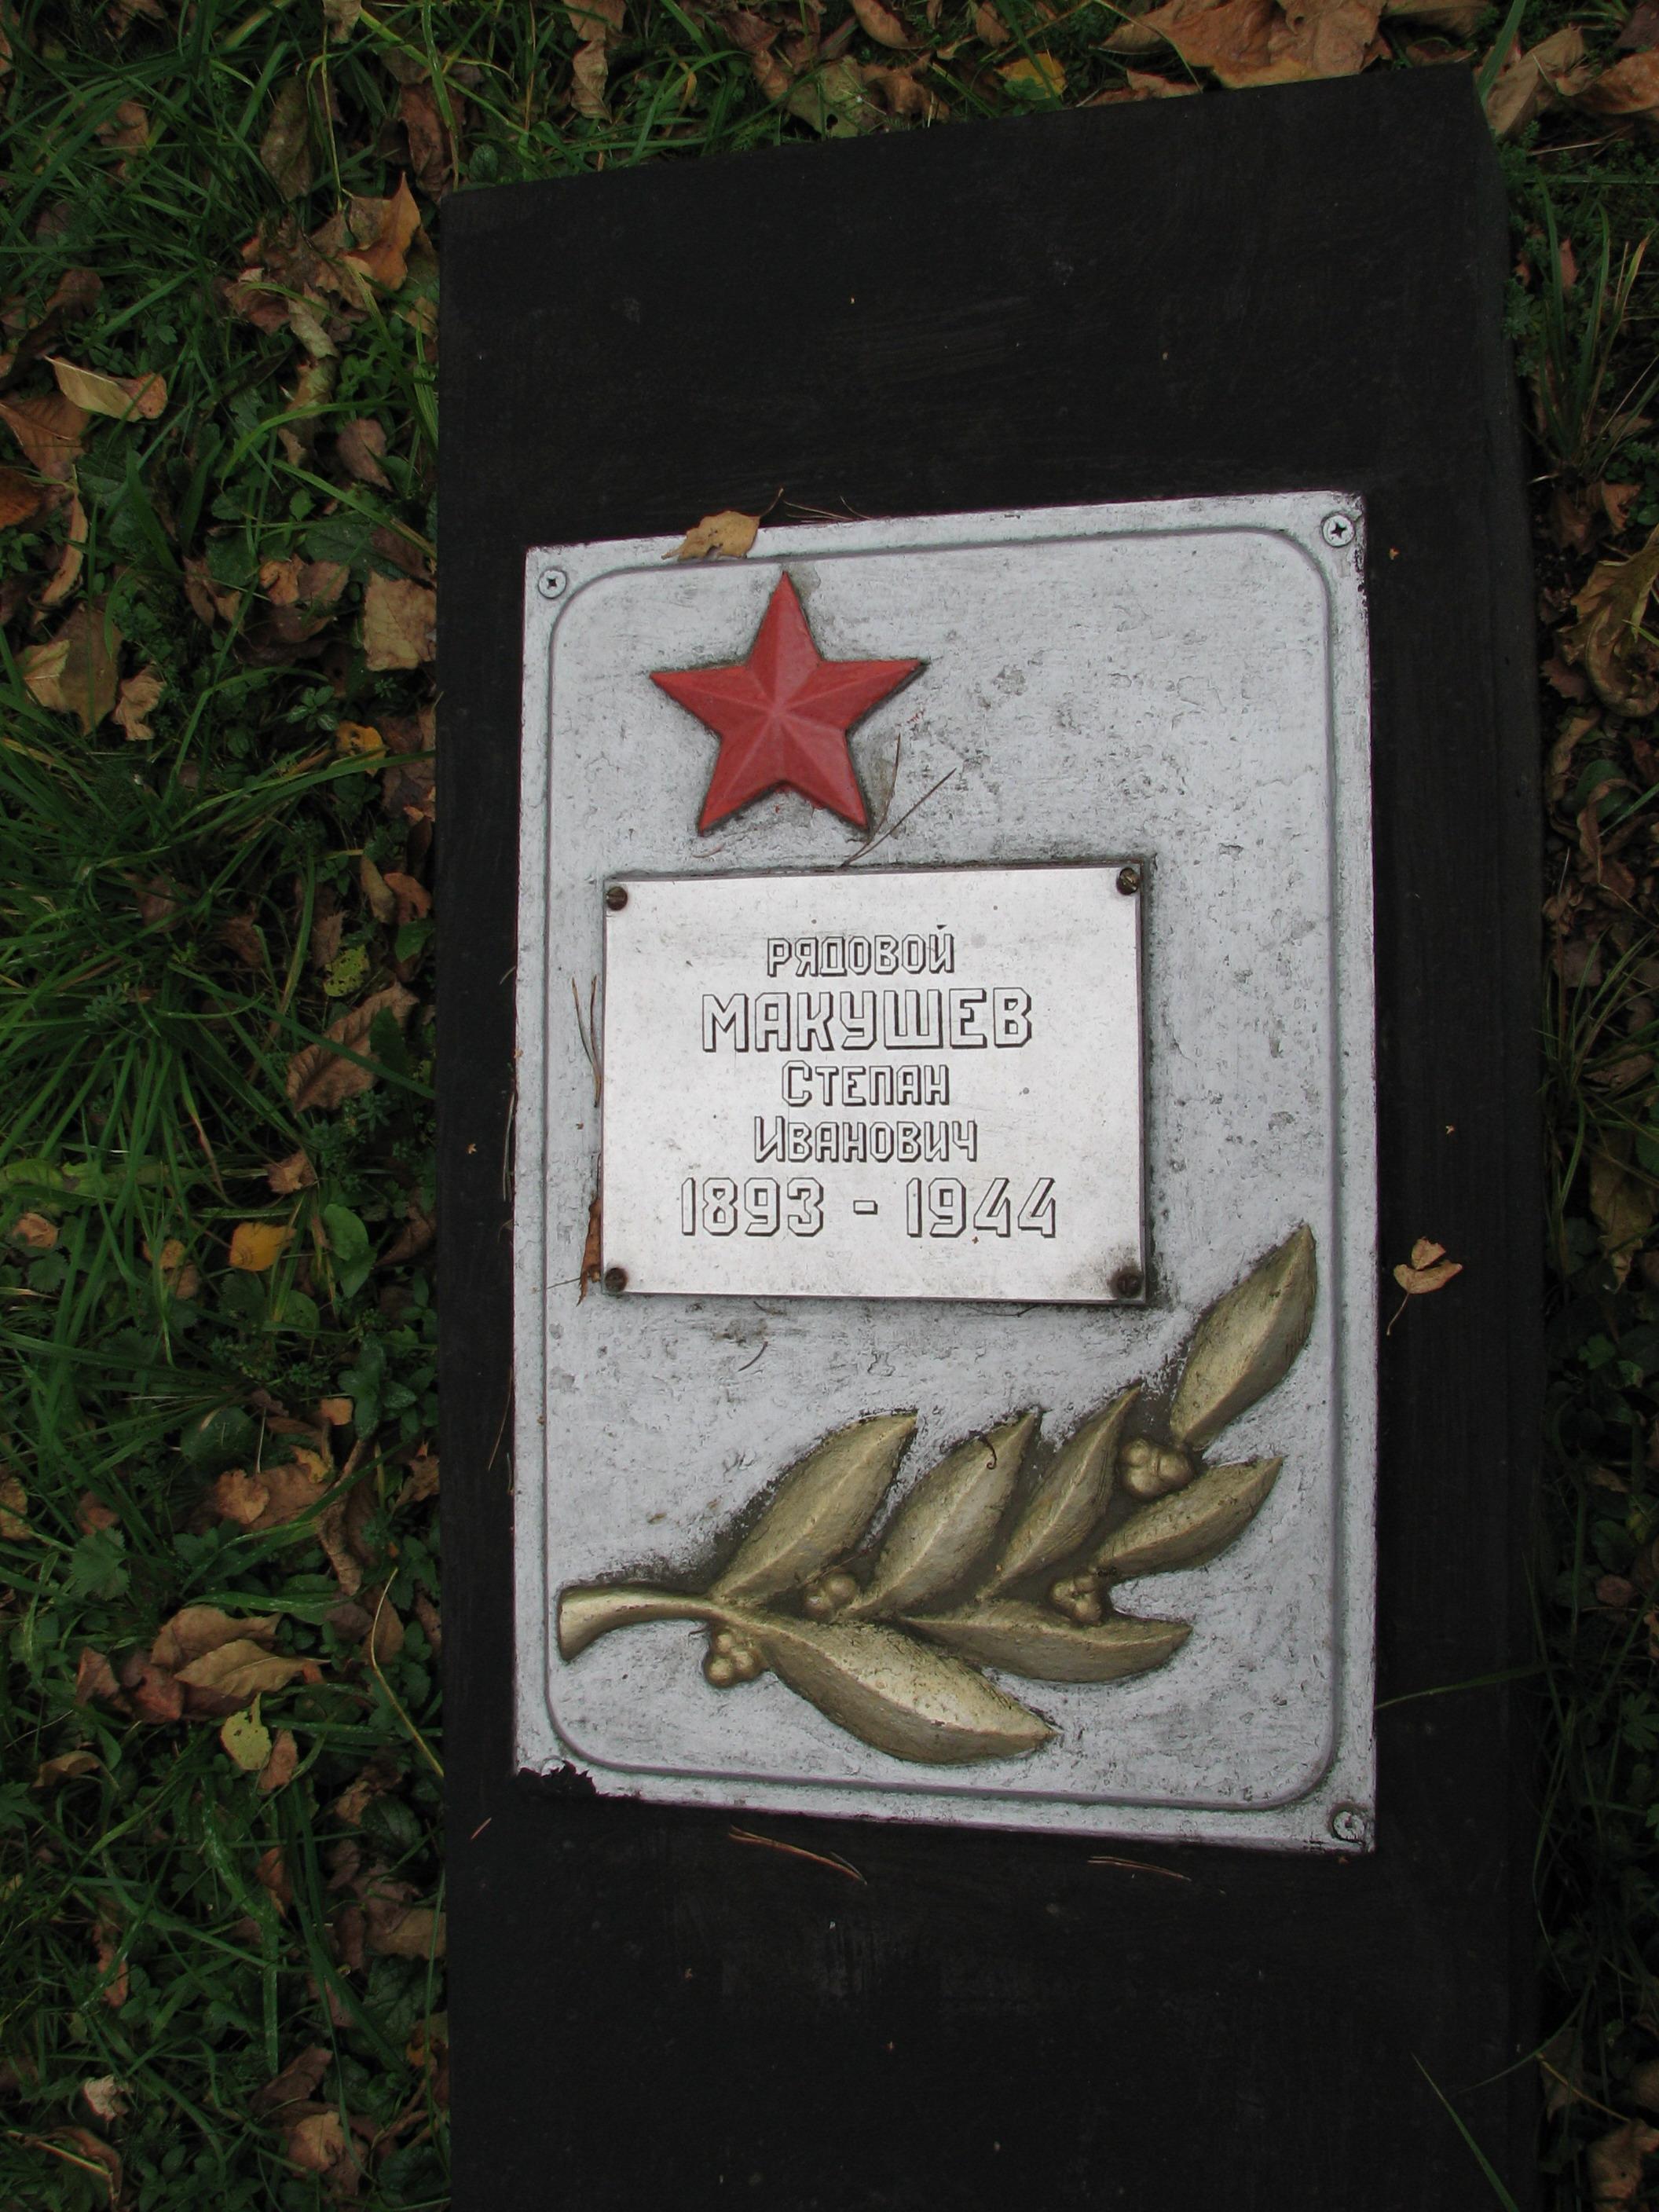 РЯДОВОЙ
МАКУШЕВ
СТЕПАН
ИВАНОВИЧ
1893 - 1944